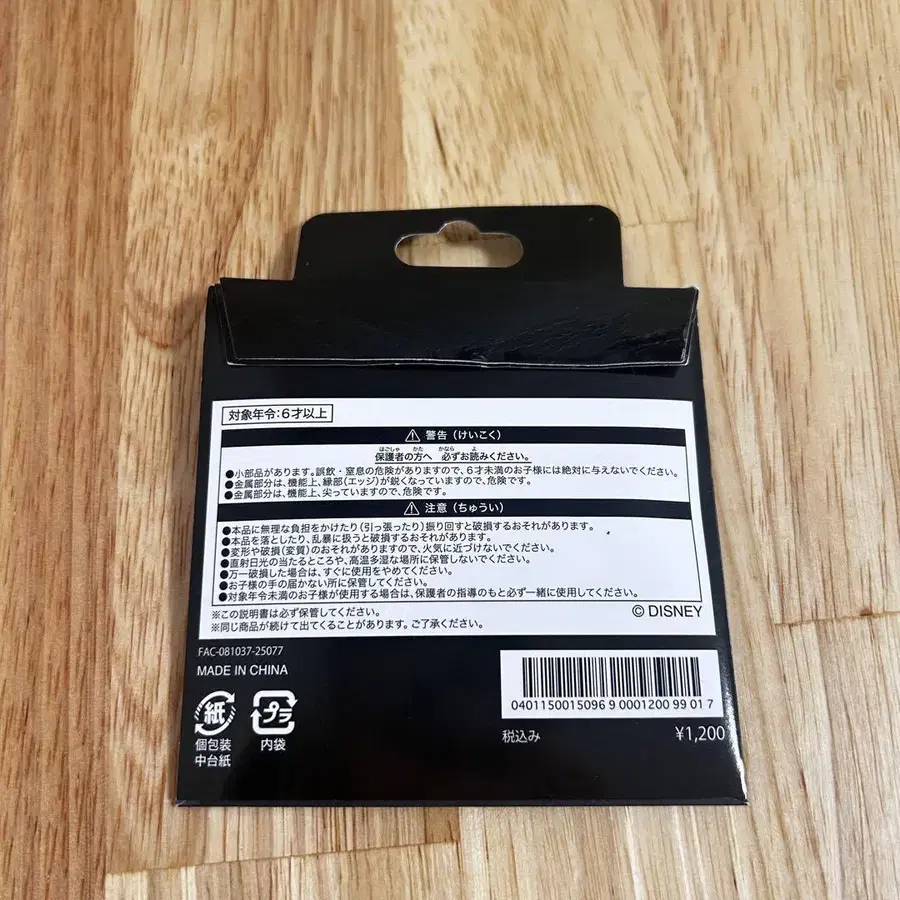 対象年令:6才以上
⚠ 警告（けいこく）
ほごしゃ かた かなら よ
保護者の方へ 必ずお読みください。
●小部品があります。誤飲・窒息の危険がありますので、6才未満のお子様には絶対に与えないでください。
●金属部分は、機能上、縁部(エッジ)が鋭くなっていますので、危険です。
●金属部分は、機能上、尖っていますので、危険です。
⚠ 注意（ちゅうい）
●本品に無理な負担をかけたり(引っ張ったり)振り回すと破損するおそれがあります。
●本品を落としたり、乱暴に扱うと破損するおそれがあります。
●変形や破損(変質)のおそれがありますので、火気に近づけないでください。
●直射日光の当たるところや、高温多湿な場所に保管しないでください。
●万一破損した場合は、すぐに使用をやめてください。
●お子様の手の届かない所に保管してください。
●対象年令未満のお子様が使用する場合は、保護者の指導のもと必ず一緒に使用してください。
※この説明書は必ず保管してください。
※同じ商品が続けて出てくることがあります。ご了承ください。
© DISNEY
FAC-081037-25077
MADE IN CHINA
紙
個包装
中台紙
プラ
内袋
0401150015096 9 0001200 99 01 7
税込み ¥1,200